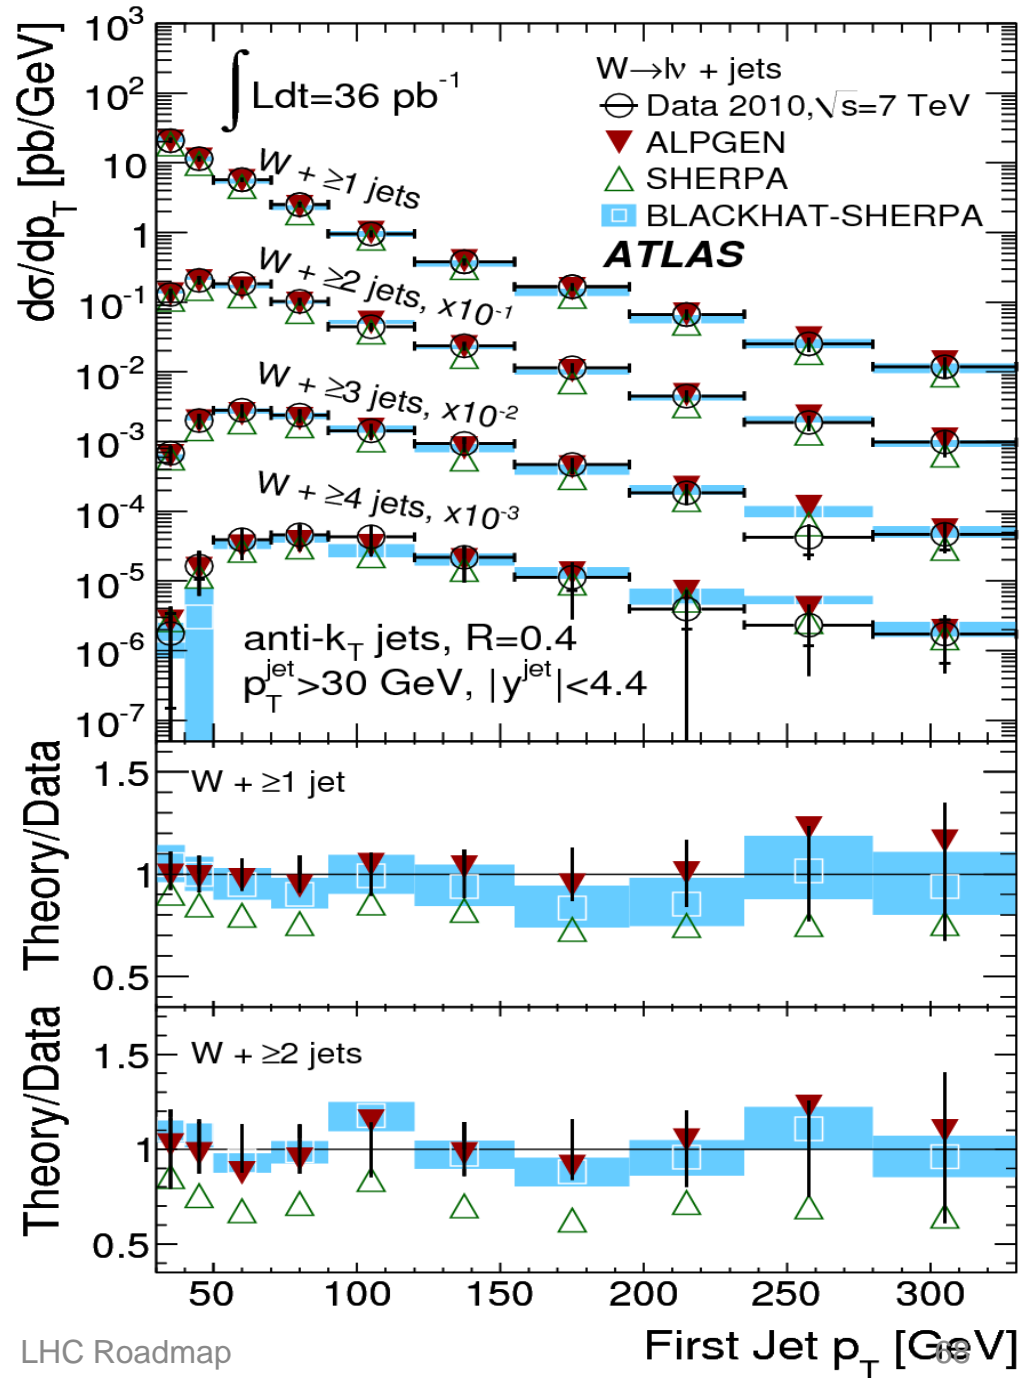 10³
10²
10
1
10⁻¹
10⁻²
10⁻³
10⁻⁴
10⁻⁵
10⁻⁶
10⁻⁷
dσ/dp_T [pb/GeV]
∫ Ldt=36 pb⁻¹
W→lν + jets
Data 2010,√s=7 TeV
ALPGEN
SHERPA
BLACKHAT-SHERPA
ATLAS
W + ≥1 jets
W + ≥2 jets, x10⁻¹
W + ≥3 jets, x10⁻²
W + ≥4 jets, x10⁻³
anti-k_T jets, R=0.4
p_T^jet>30 GeV, |y^jet|<4.4
Theory/Data
1.5
1
0.5
W + ≥1 jet
Theory/Data
1.5
1
0.5
W + ≥2 jets
50 100 150 200 250 300
First Jet p_T [GeV]
LHC Roadmap
68